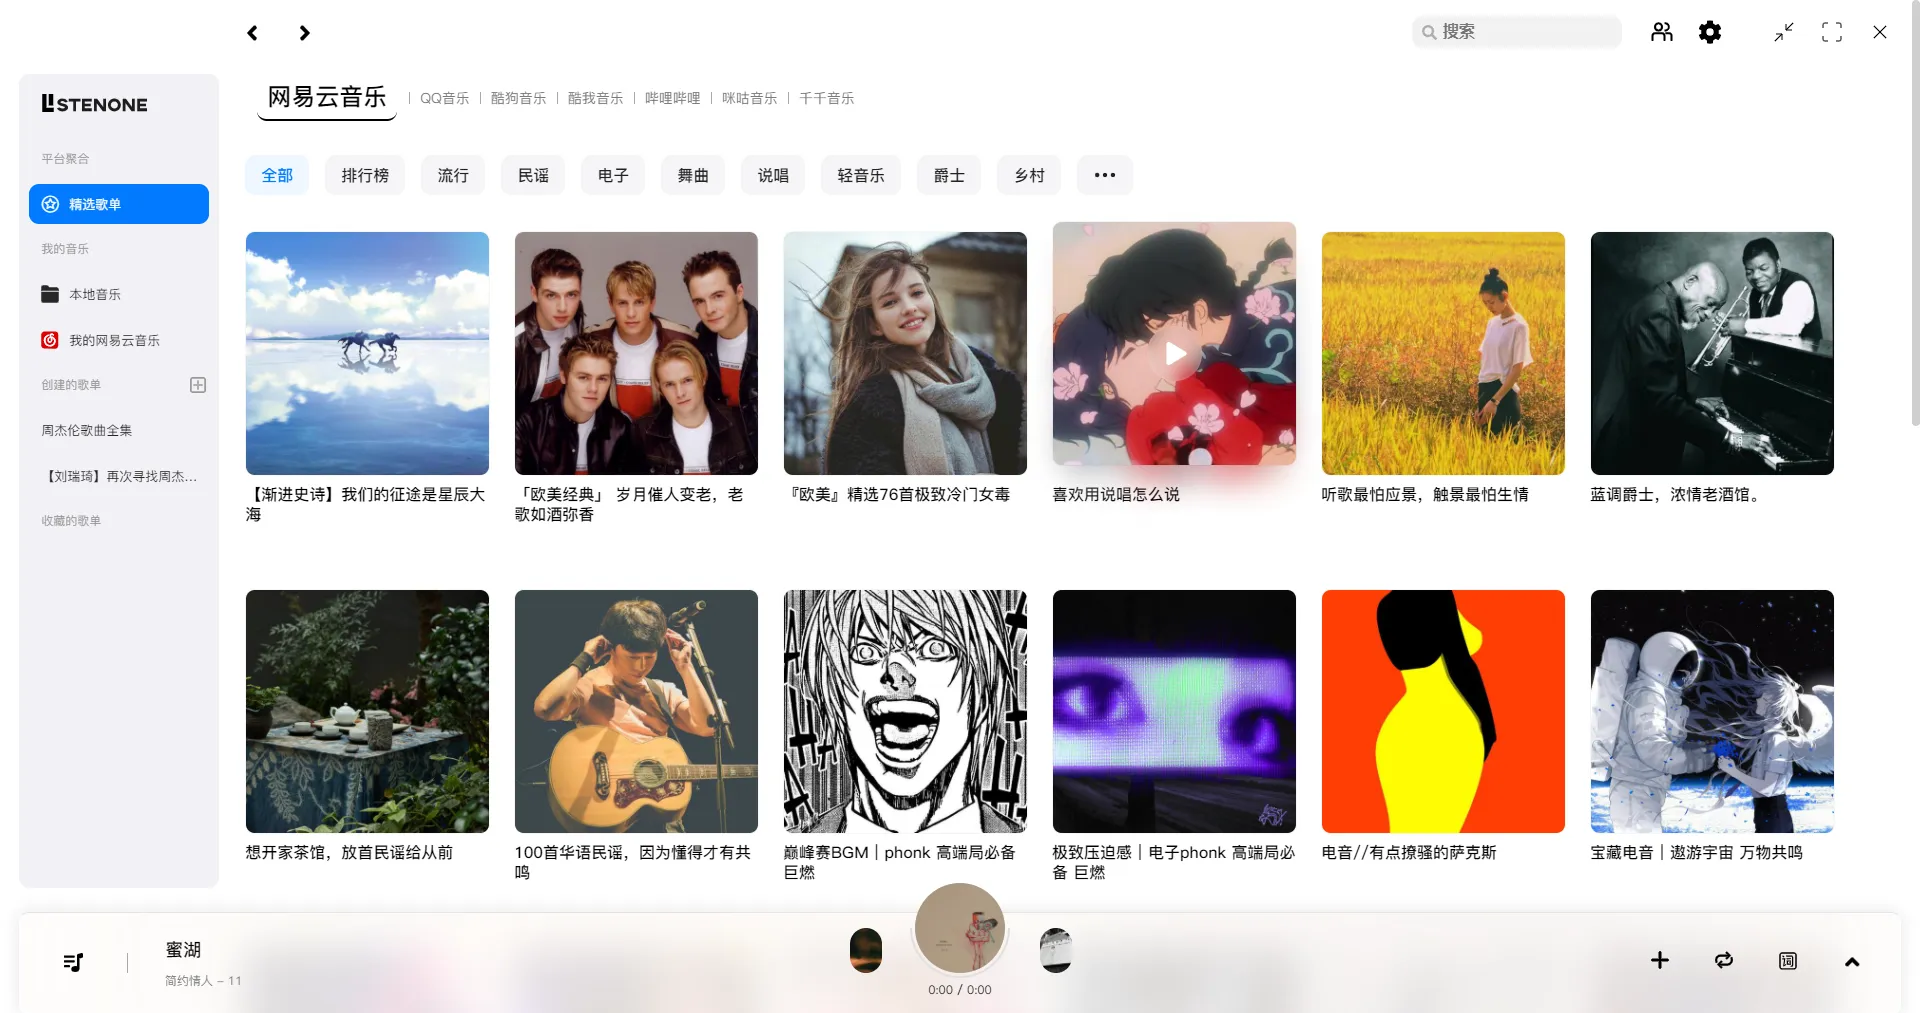 搜索
LISTENONE
网易云音乐 QQ音乐 酷狗音乐 酷我音乐 哔哩哔哩 咪咕音乐 千千音乐
平台聚合
全部 排行榜 流行 民谣 电子 舞曲 说唱 轻音乐 爵士 乡村 •••
精选歌单
我的音乐
本地音乐
我的网易云音乐
创建的歌单
周杰伦歌曲全集
【刘瑞琦】再次寻找周杰...
收藏的歌单
【渐进史诗】我们的征途是星辰大
海
「欧美经典」 岁月催人变老，老
歌如酒弥香
『欧美』精选76首极致冷门女毒
喜欢用说唱怎么说
听歌最怕应景，触景最怕生情
蓝调爵士，浓情老酒馆。
想开家茶馆，放首民谣给从前
100首华语民谣，因为懂得才有共
鸣
巅峰赛BGM｜phonk 高端局必备
巨燃
极致压迫感｜电子phonk 高端局必
备 巨燃
电音//有点撩骚的萨克斯
宝藏电音｜遨游宇宙 万物共鸣
蜜湖
简约情人 – 11
0:00 / 0:00
词